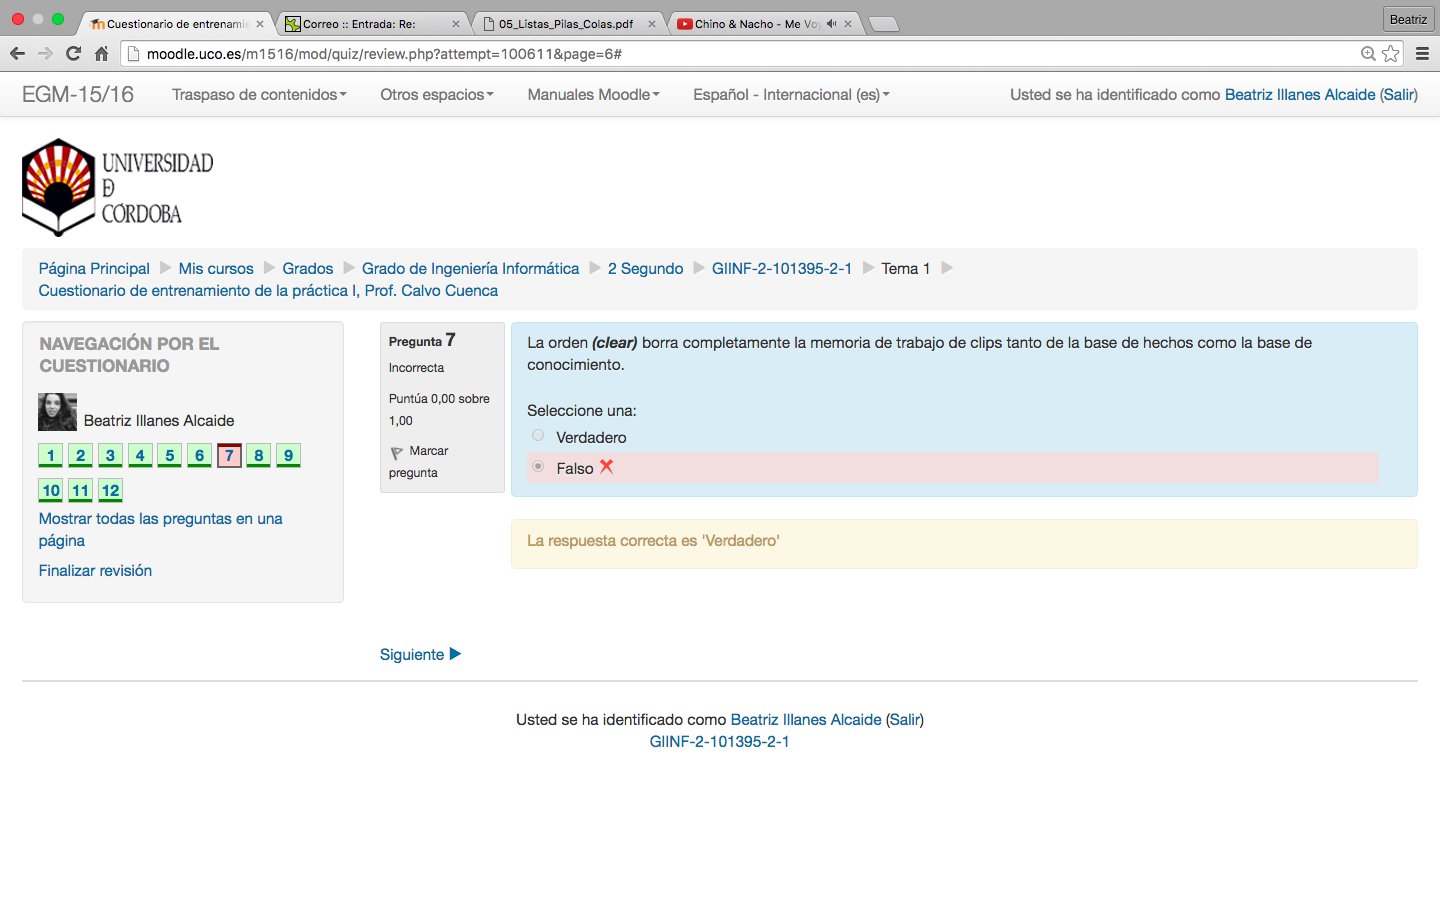 Cuestionario de entrenamie
Correo :: Entrada: Re:
05_Listas_Pilas_Colas.pdf
Chino & Nacho - Me Voy
Beatriz
moodle.uco.es/m1516/mod/quiz/review.php?attempt=100611&page=6#
EGM-15/16
Traspaso de contenidos
Otros espacios
Manuales Moodle
Español - Internacional (es)
Usted se ha identificado como Beatriz Illanes Alcaide (Salir)
UNIVERSIDAD
D
CÓRDOBA
Página Principal
Mis cursos
Grados
Grado de Ingeniería Informática
2 Segundo
GIINF-2-101395-2-1
Tema 1
Cuestionario de entrenamiento de la práctica I, Prof. Calvo Cuenca
NAVEGACIÓN POR EL
CUESTIONARIO
Beatriz Illanes Alcaide
1 2 3 4 5 6 7 8 9
10 11 12
Mostrar todas las preguntas en una
página
Finalizar revisión
Pregunta 7
Incorrecta
Puntúa 0,00 sobre
1,00
Marcar
pregunta
La orden (clear) borra completamente la memoria de trabajo de clips tanto de la base de hechos como la base de
conocimiento.
Seleccione una:
Verdadero
Falso
La respuesta correcta es 'Verdadero'
Siguiente
Usted se ha identificado como Beatriz Illanes Alcaide (Salir)
GIINF-2-101395-2-1